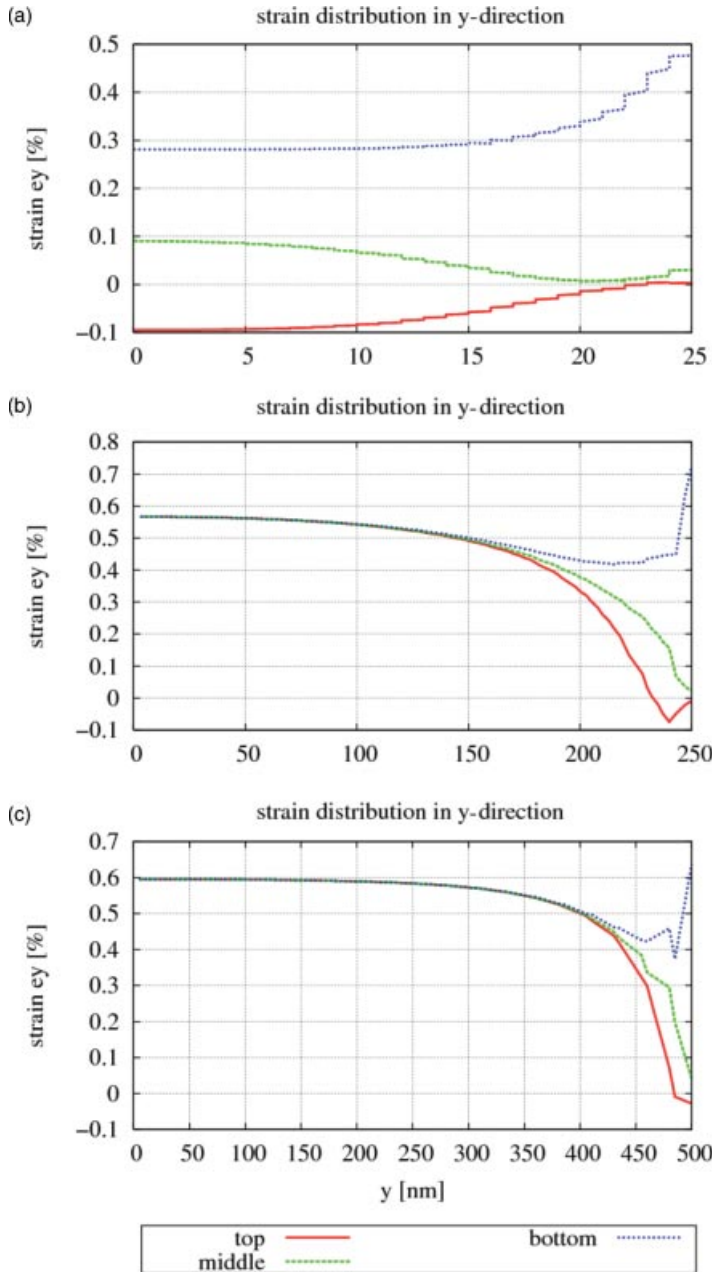 (a)
strain distribution in y-direction
0.5
0.4
0.3
0.2
0.1
0
−0.1
strain ey [%]
0 5 10 15 20 25
(b)
strain distribution in y-direction
0.8
0.7
0.6
0.5
0.4
0.3
0.2
0.1
0
−0.1
strain ey [%]
0 50 100 150 200 250
(c)
strain distribution in y-direction
0.7
0.6
0.5
0.4
0.3
0.2
0.1
0
−0.1
strain ey [%]
0 50 100 150 200 250 300 350 400 450 500
y [nm]
top bottom
middle